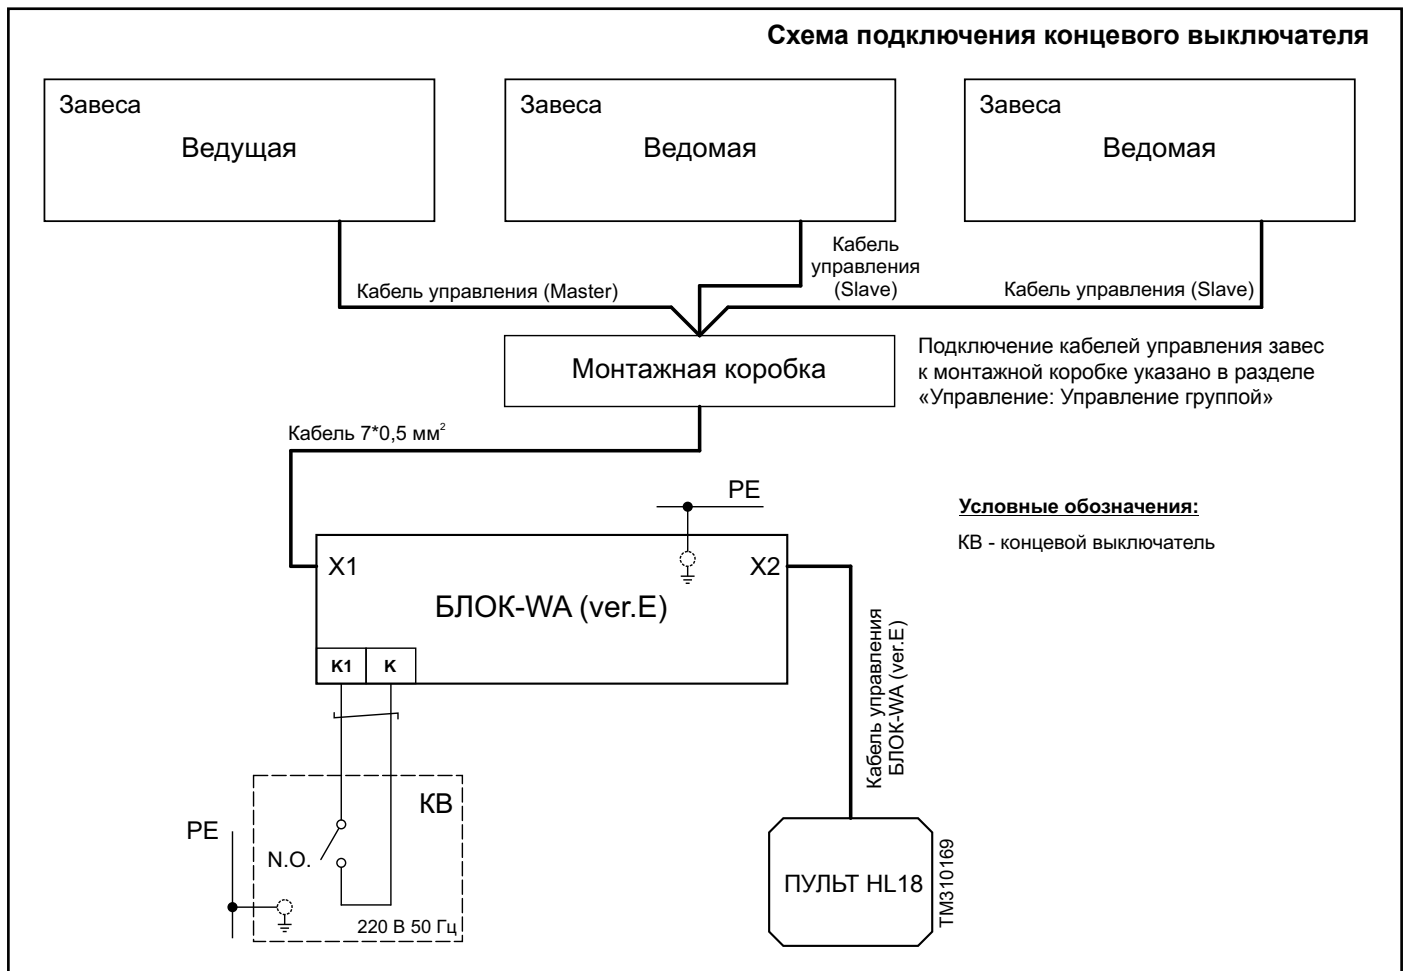 Схема подключения концевого выключателя
Завеса
Ведущая
Завеса
Ведомая
Завеса
Ведомая
Кабель управления (Master)
Кабель
управления
(Slave)
Кабель управления (Slave)
Монтажная коробка
Подключение кабелей управления завес
к монтажной коробке указано в разделе
«Управление: Управление группой»
Кабель 7*0,5 мм²
PE
Условные обозначения:
КВ - концевой выключатель
X1
X2
БЛОК-WA (ver.E)
K1
K
Кабель управления
БЛОК-WA (ver.E)
КВ
PE
N.O.
220 В 50 Гц
ПУЛЬТ HL18
TM310169